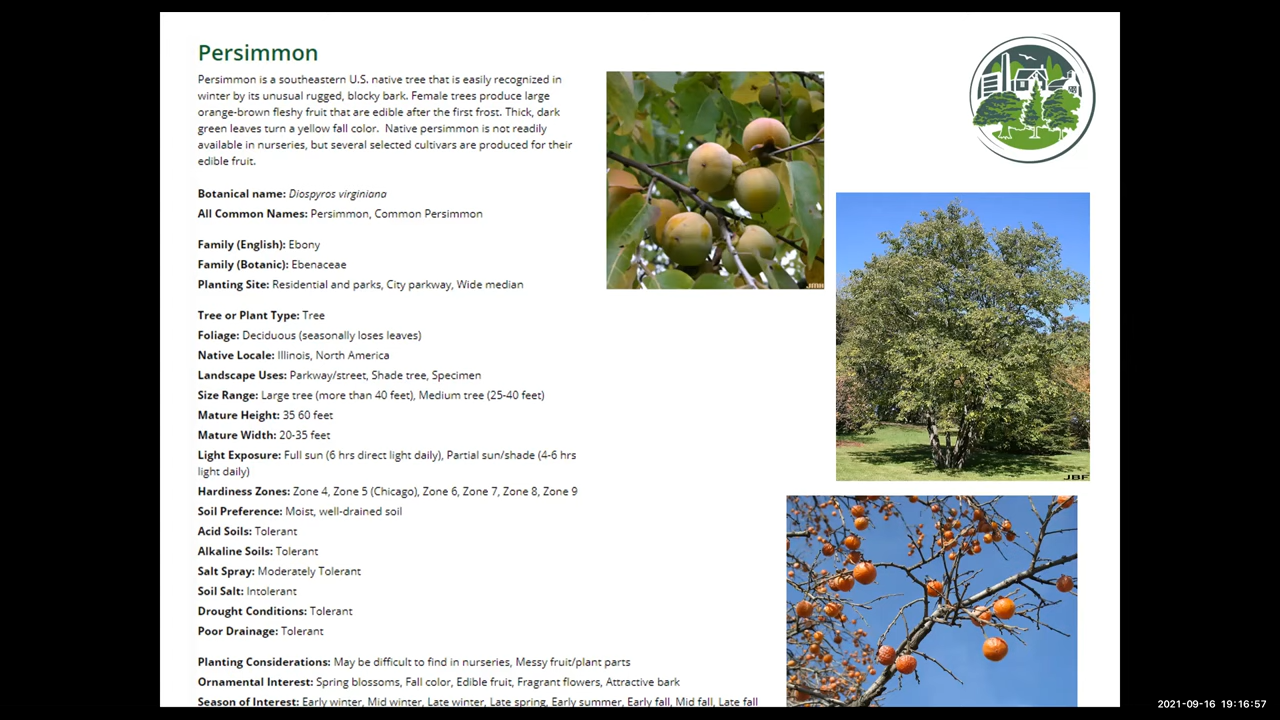 Persimmon
Persimmon is a southeastern U.S. native tree that is easily recognized in
winter by its unusual rugged, blocky bark. Female trees produce large
orange-brown fleshy fruit that are edible after the first frost. Thick, dark
green leaves turn a yellow fall color. Native persimmon is not readily
available in nurseries, but several selected cultivars are produced for their
edible fruit.
Botanical name: Diospyros virginiana
All Common Names: Persimmon, Common Persimmon
Family (English): Ebony
Family (Botanic): Ebenaceae
Planting Site: Residential and parks, City parkway, Wide median
Tree or Plant Type: Tree
Foliage: Deciduous (seasonally loses leaves)
Native Locale: Illinois, North America
Landscape Uses: Parkway/street, Shade tree, Specimen
Size Range: Large tree (more than 40 feet), Medium tree (25-40 feet)
Mature Height: 35 60 feet
Mature Width: 20-35 feet
Light Exposure: Full sun (6 hrs direct light daily), Partial sun/shade (4-6 hrs
light daily)
Hardiness Zones: Zone 4, Zone 5 (Chicago), Zone 6, Zone 7, Zone 8, Zone 9
Soil Preference: Moist, well-drained soil
Acid Soils: Tolerant
Alkaline Soils: Tolerant
Salt Spray: Moderately Tolerant
Soil Salt: Intolerant
Drought Conditions: Tolerant
Poor Drainage: Tolerant
Planting Considerations: May be difficult to find in nurseries, Messy fruit/plant parts
Ornamental Interest: Spring blossoms, Fall color, Edible fruit, Fragrant flowers, Attractive bark
Season of Interest: Early winter, Mid winter, Late winter, Late spring, Early summer, Early fall, Mid fall, Late fall
JBF
2021-09-16 19:16:57